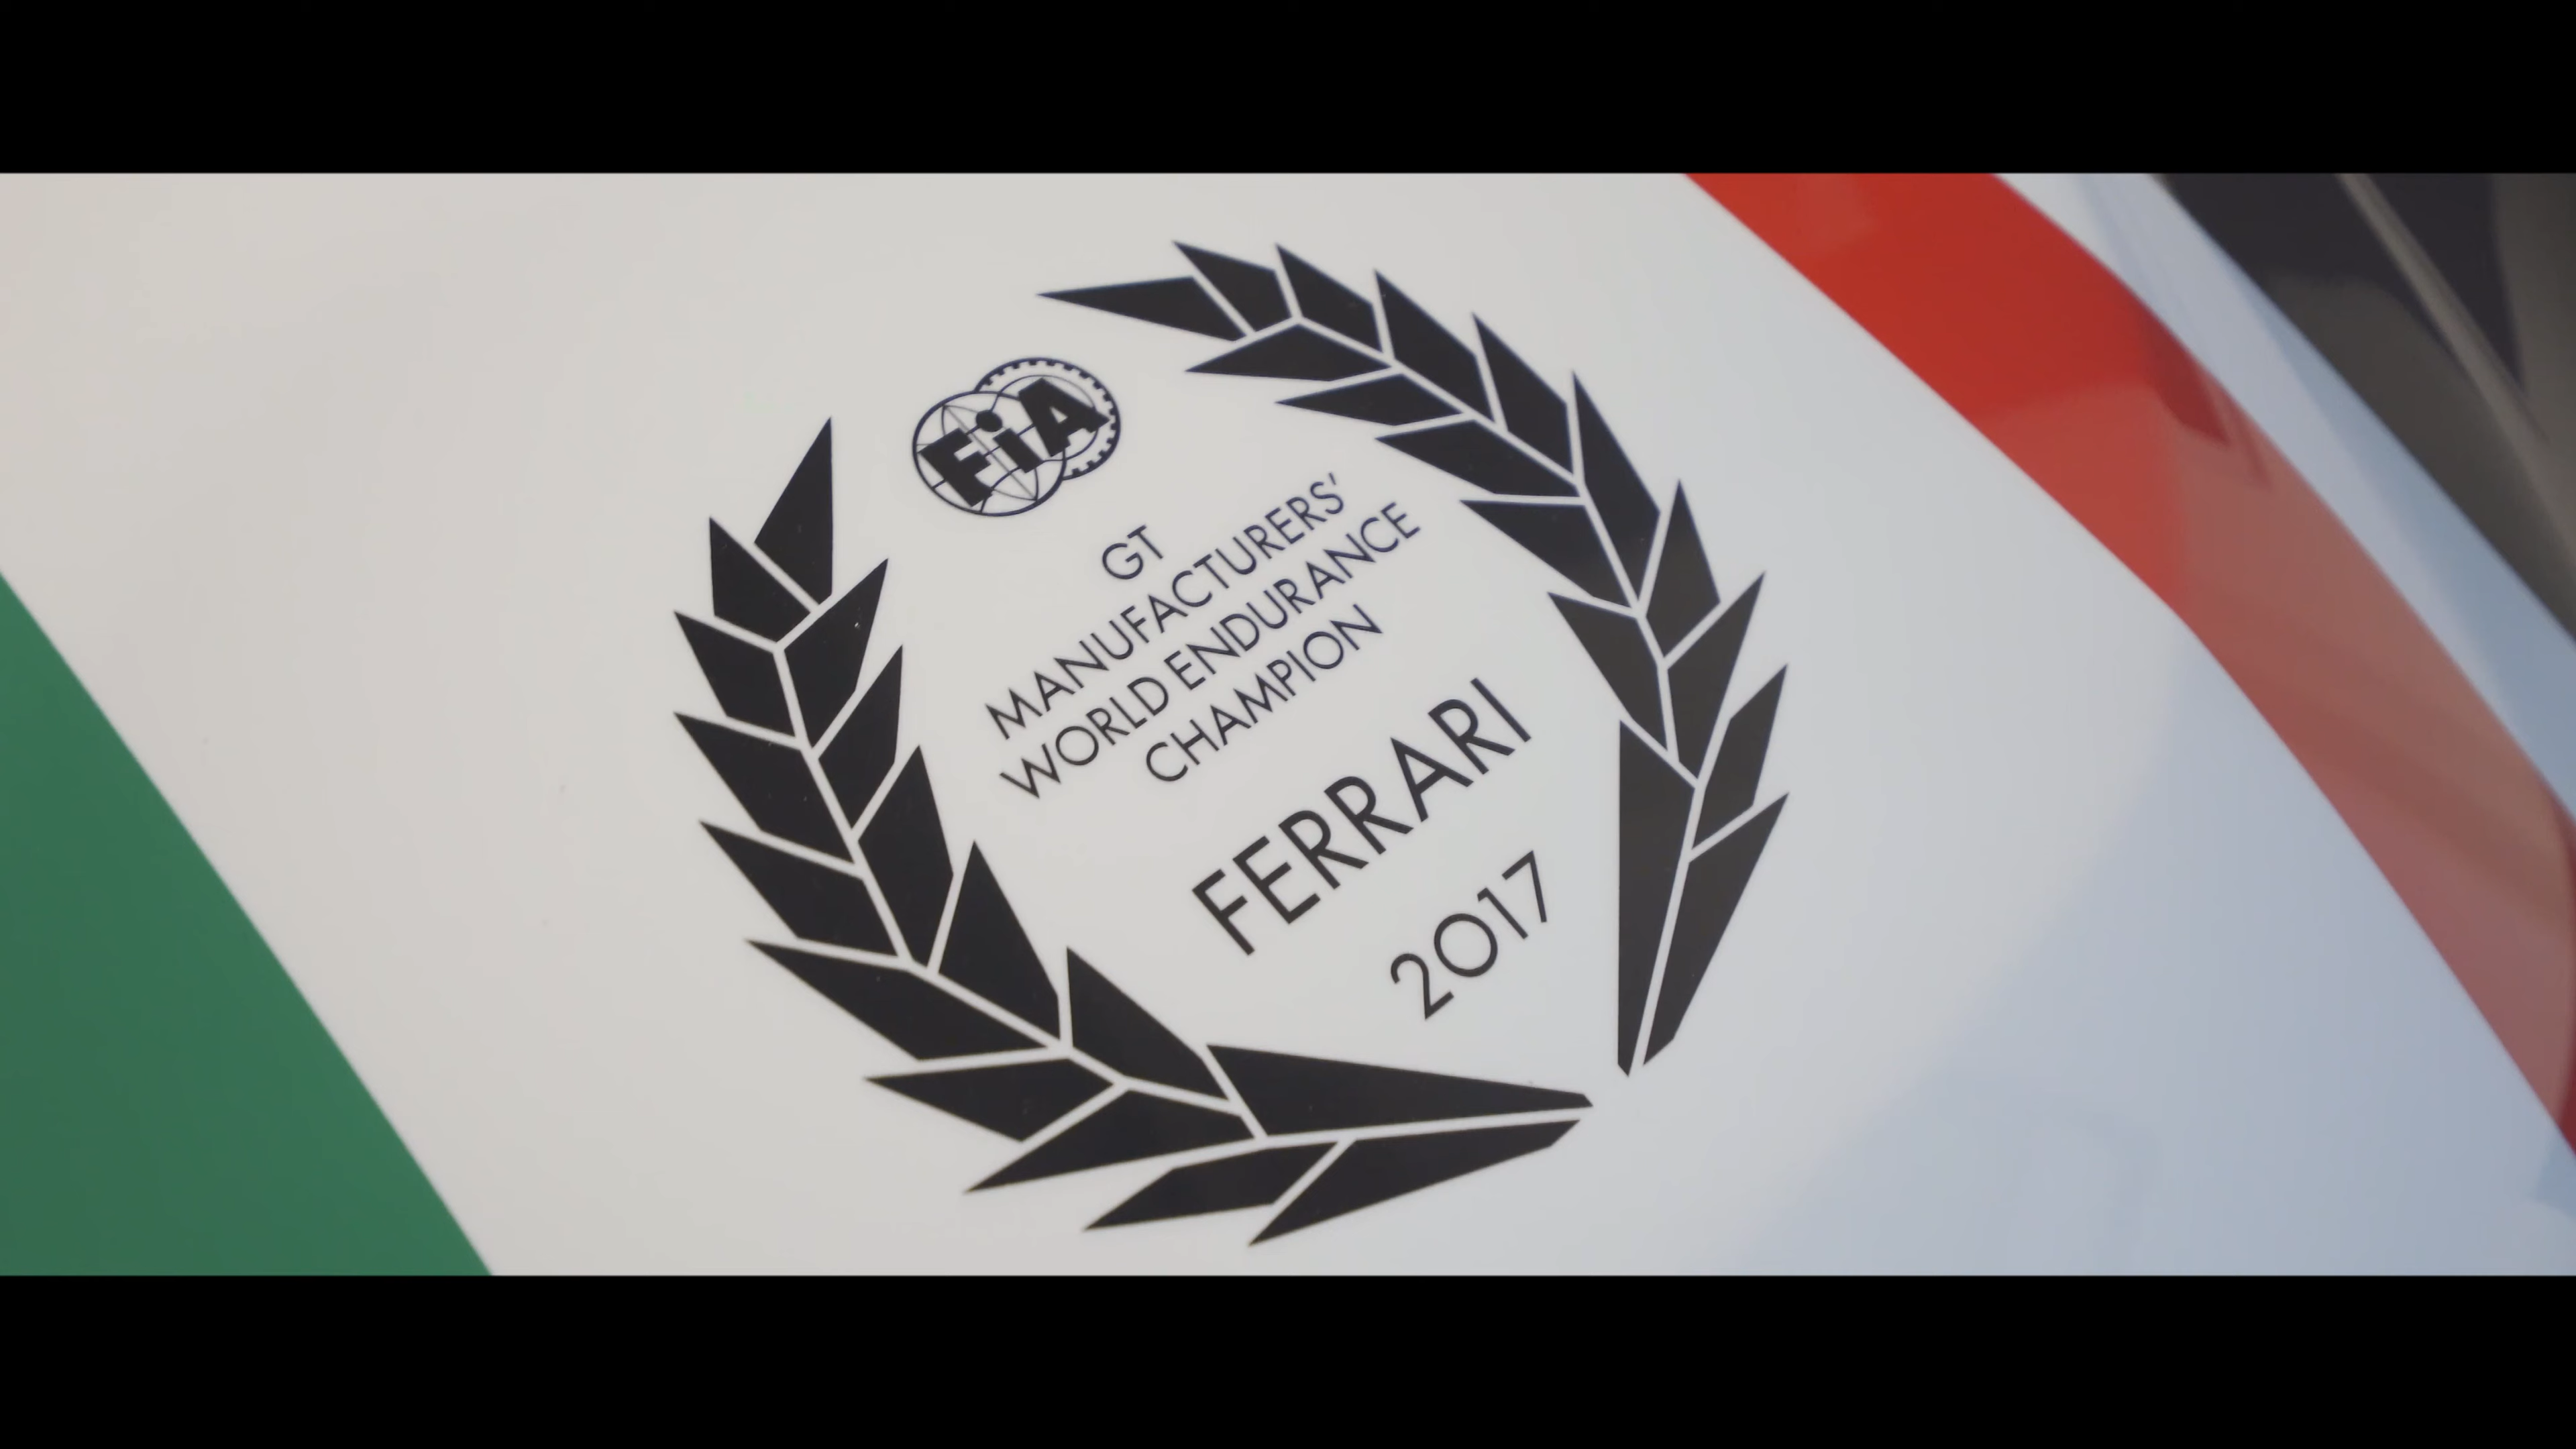 FiA
GT
MANUFACTURERS'
WORLD ENDURANCE
CHAMPION
FERRARI
2017